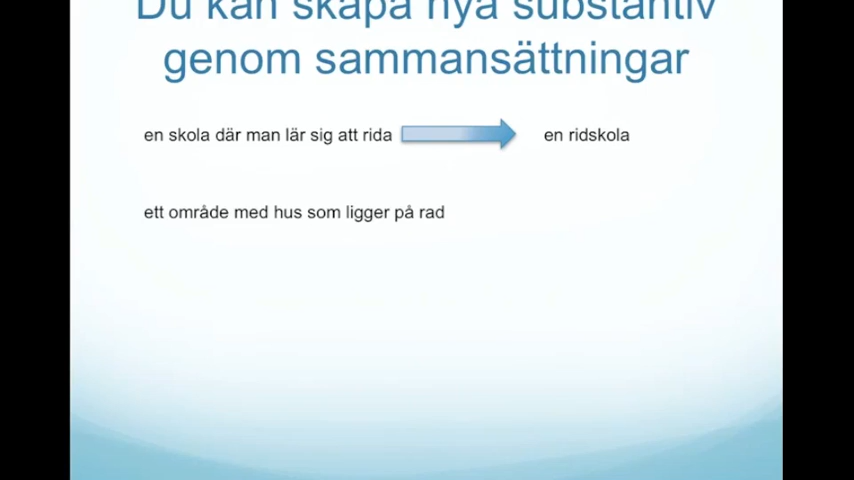 Du kan skapa nya substantiv
genom sammansättningar
en skola där man lär sig att rida en ridskola
ett område med hus som ligger på rad